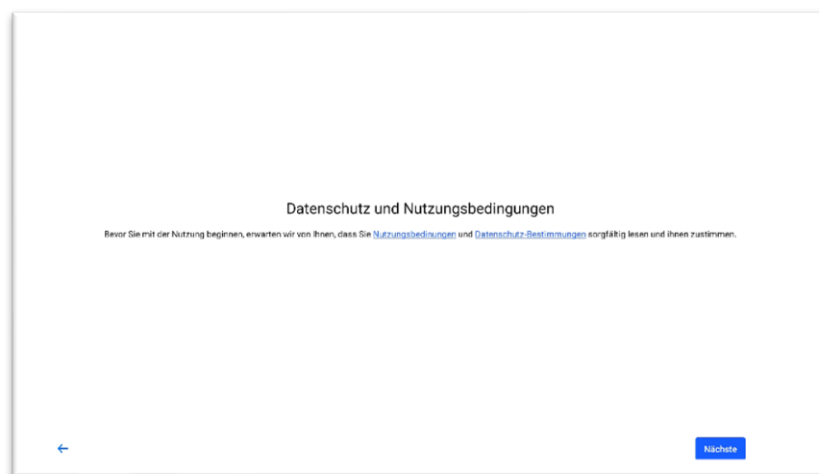 Datenschutz und Nutzungsbedingungen
Bevor Sie mit der Nutzung beginnen, erwarten wir von Ihnen, dass Sie Nutzungsbedinungen und Datenschutz-Bestimmungen sorgfältig lesen und ihnen zustimmen.
Nächste